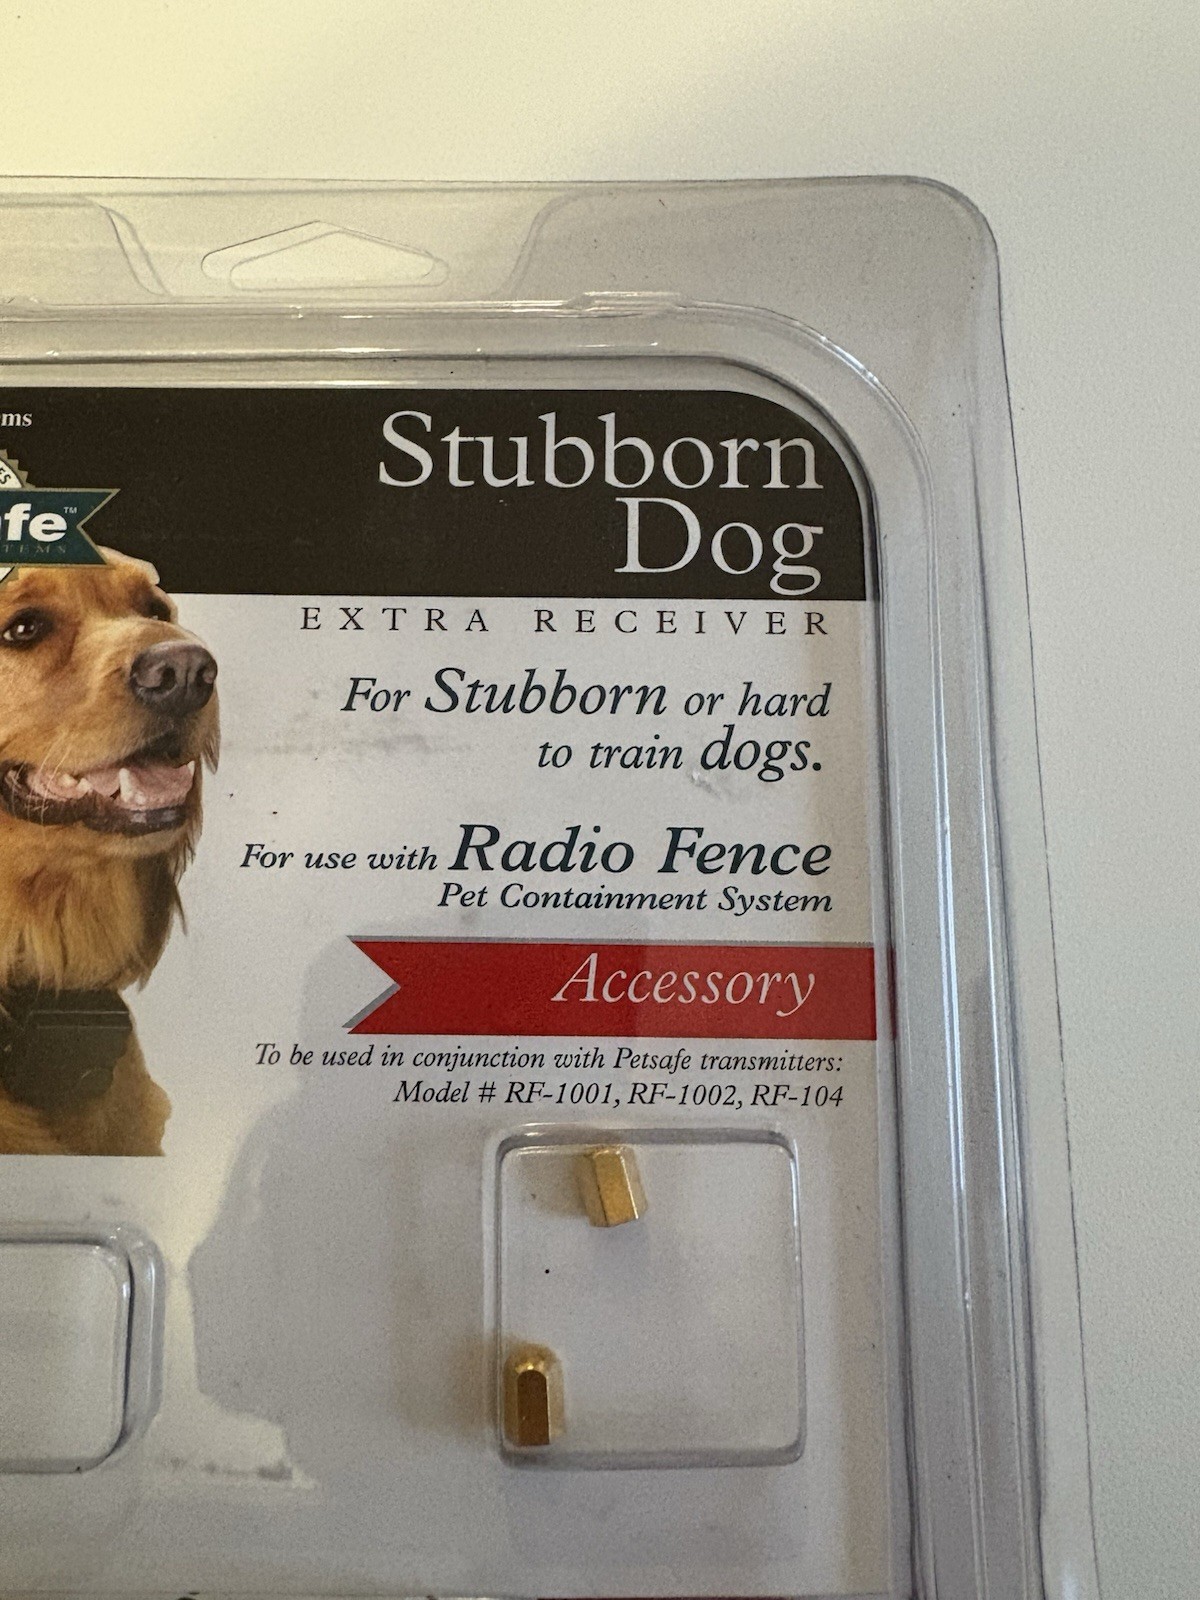 Stubborn
Dog
EXTRA RECEIVER
For Stubborn or hard
to train dogs.
For use with Radio Fence
Pet Containment System
Accessory
To be used in conjunction with Petsafe transmitters:
Model # RF-1001, RF-1002, RF-104